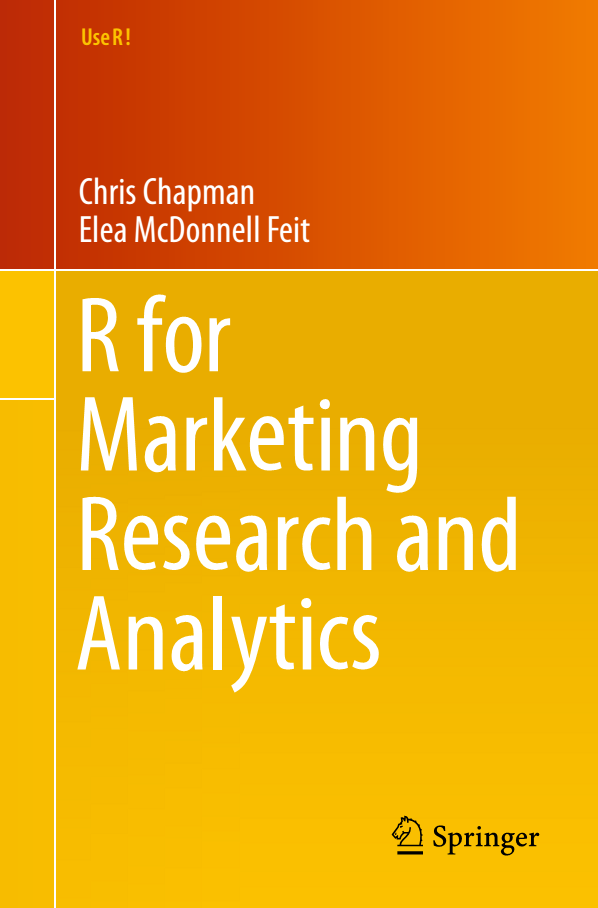 Use R!
Chris Chapman
Elea McDonnell Feit
R for
Marketing
Research and
Analytics
Springer